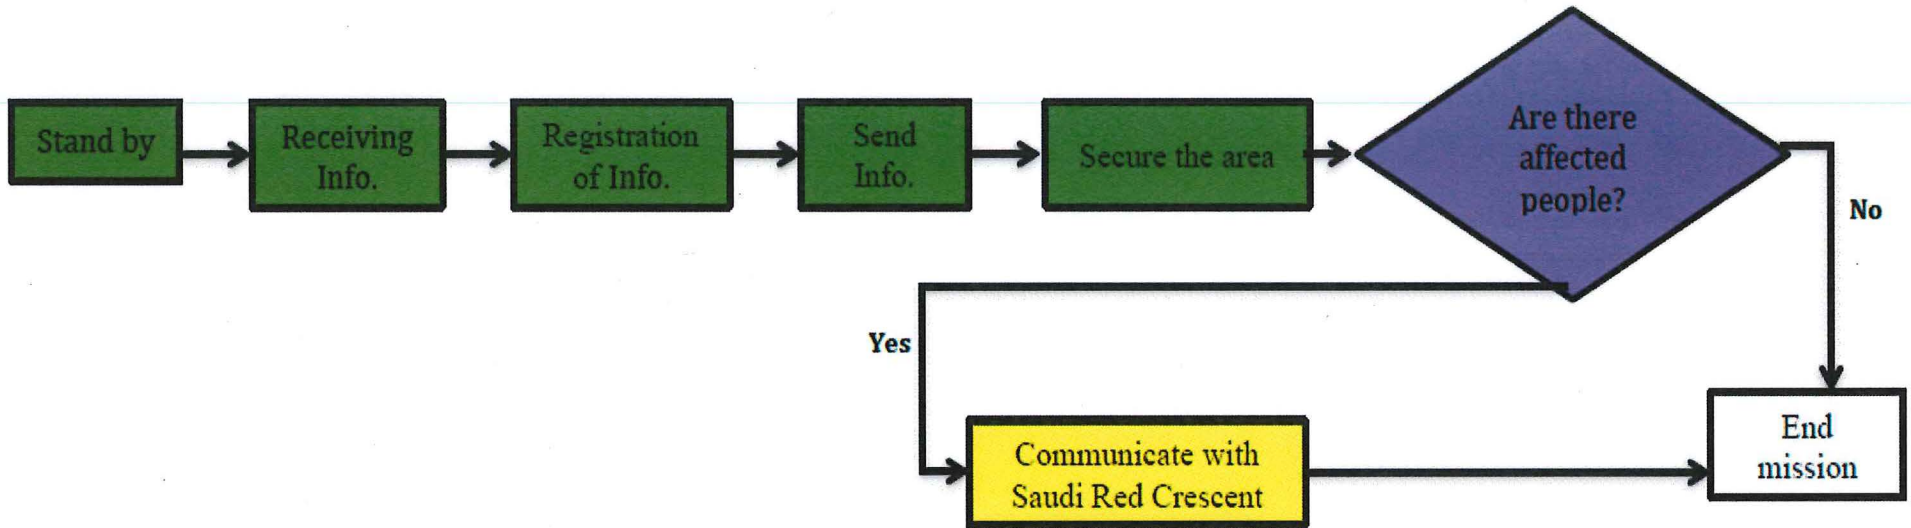 Stand by
Receiving
Info.
Registration
of Info.
Send
Info.
Secure the area
Are there
affected
people?
No
Yes
Communicate with
Saudi Red Crescent
End
mission